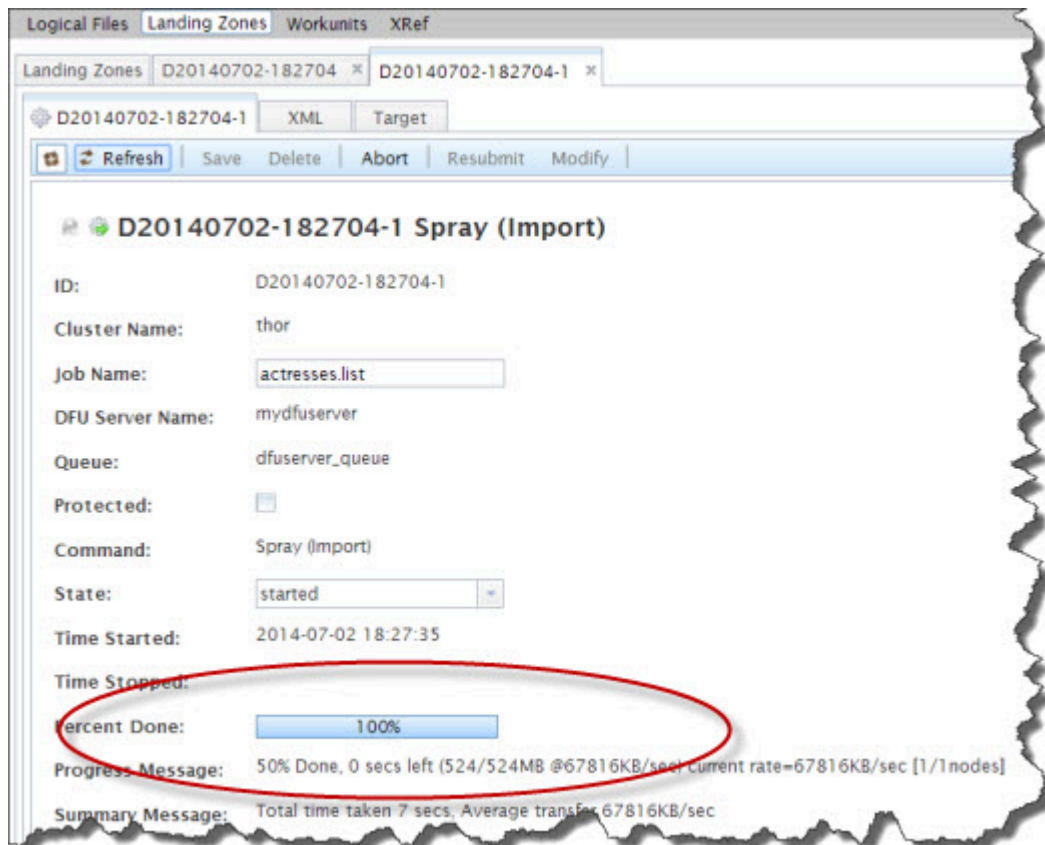 Logical Files Landing Zones Workunits XRef
Landing Zones D20140702-182704 × D20140702-182704-1 ×
D20140702-182704-1 XML Target
Refresh Save Delete Abort Resubmit Modify
D20140702-182704-1 Spray (Import)
ID: D20140702-182704-1
Cluster Name: thor
Job Name: actresses.list
DFU Server Name: mydfuserver
Queue: dfuserver_queue
Protected:
Command: Spray (Import)
State: started
Time Started: 2014-07-02 18:27:35
Time Stopped:
Percent Done: 100%
Progress Message: 50% Done, 0 secs left (524/524MB @67816KB/sec) current rate=67816KB/sec [1/1nodes]
Summary Message: Total time taken 7 secs, Average transfer 67816KB/sec